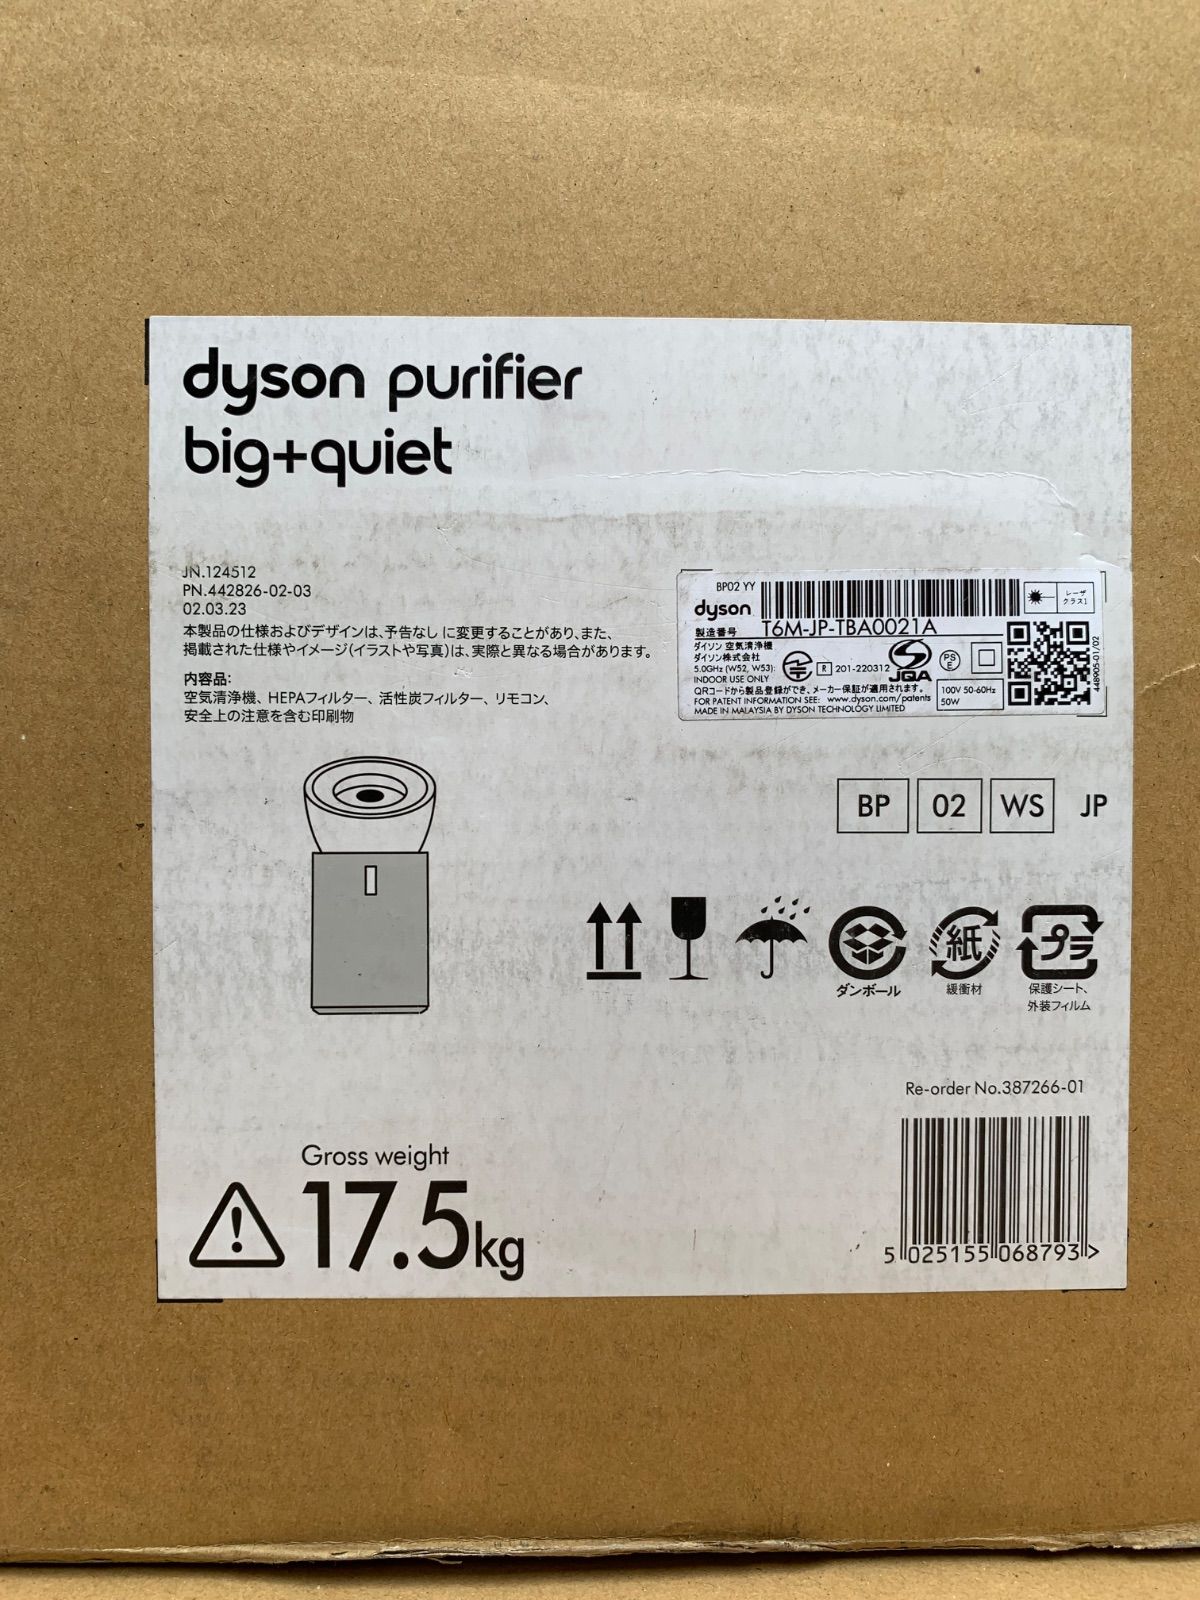 dyson purifier
big+quiet
JN.124512
PN.442826-02-03
02.03.23
本製品の仕様およびデザインは、予告なしに変更することがあり、また、
掲載された仕様やイメージ(イラストや写真)は、実際と異なる場合があります。
内容品:
空気清浄機、HEPAフィルター、活性炭フィルター、リモコン、
安全上の注意を含む印刷物
BP02 YY
dyson
レーザ
クラス1
製造番号 T6M-JP-TBA0021A
ダイソン 空気清浄機
ダイソン株式会社
5.0GHz (W52, W53):
INDOOR USE ONLY
R 201-220312
JQA
PS
E
QRコードから製品登録ができ、メーカー保証が適用されます。
FOR PATENT INFORMATION SEE: www.dyson.com/patents
MADE IN MALAYSIA BY DYSON TECHNOLOGY LIMITED
100V 50-60Hz
50W
448905-01/02
BP 02 WS JP
紙
プラ
ダンボール
緩衝材
保護シート、
外装フィルム
Re-order No.387266-01
5 025155 068793 >
Gross weight
17.5kg